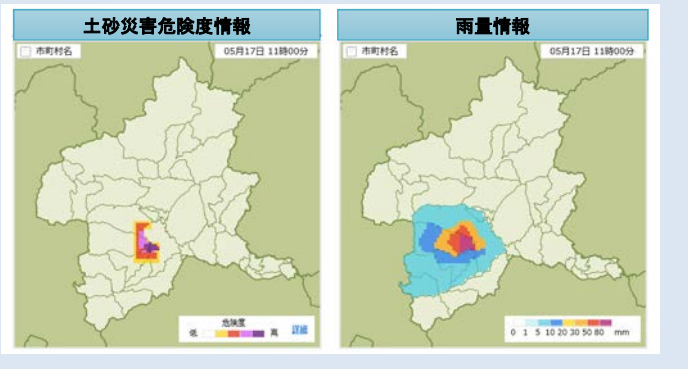 土砂災害危険度情報
雨量情報
市町村名
05月17日 11時00分
市町村名
05月17日 11時00分
危険度
低
高
詳細
0 1 5 10 20 30 50 80 mm